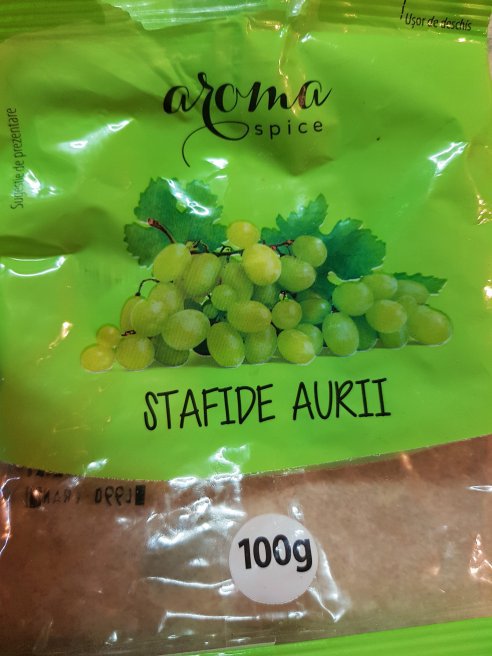 Ușor de deschis
aroma
spice
Sugestie de prezentare
STAFIDE AURII
100g